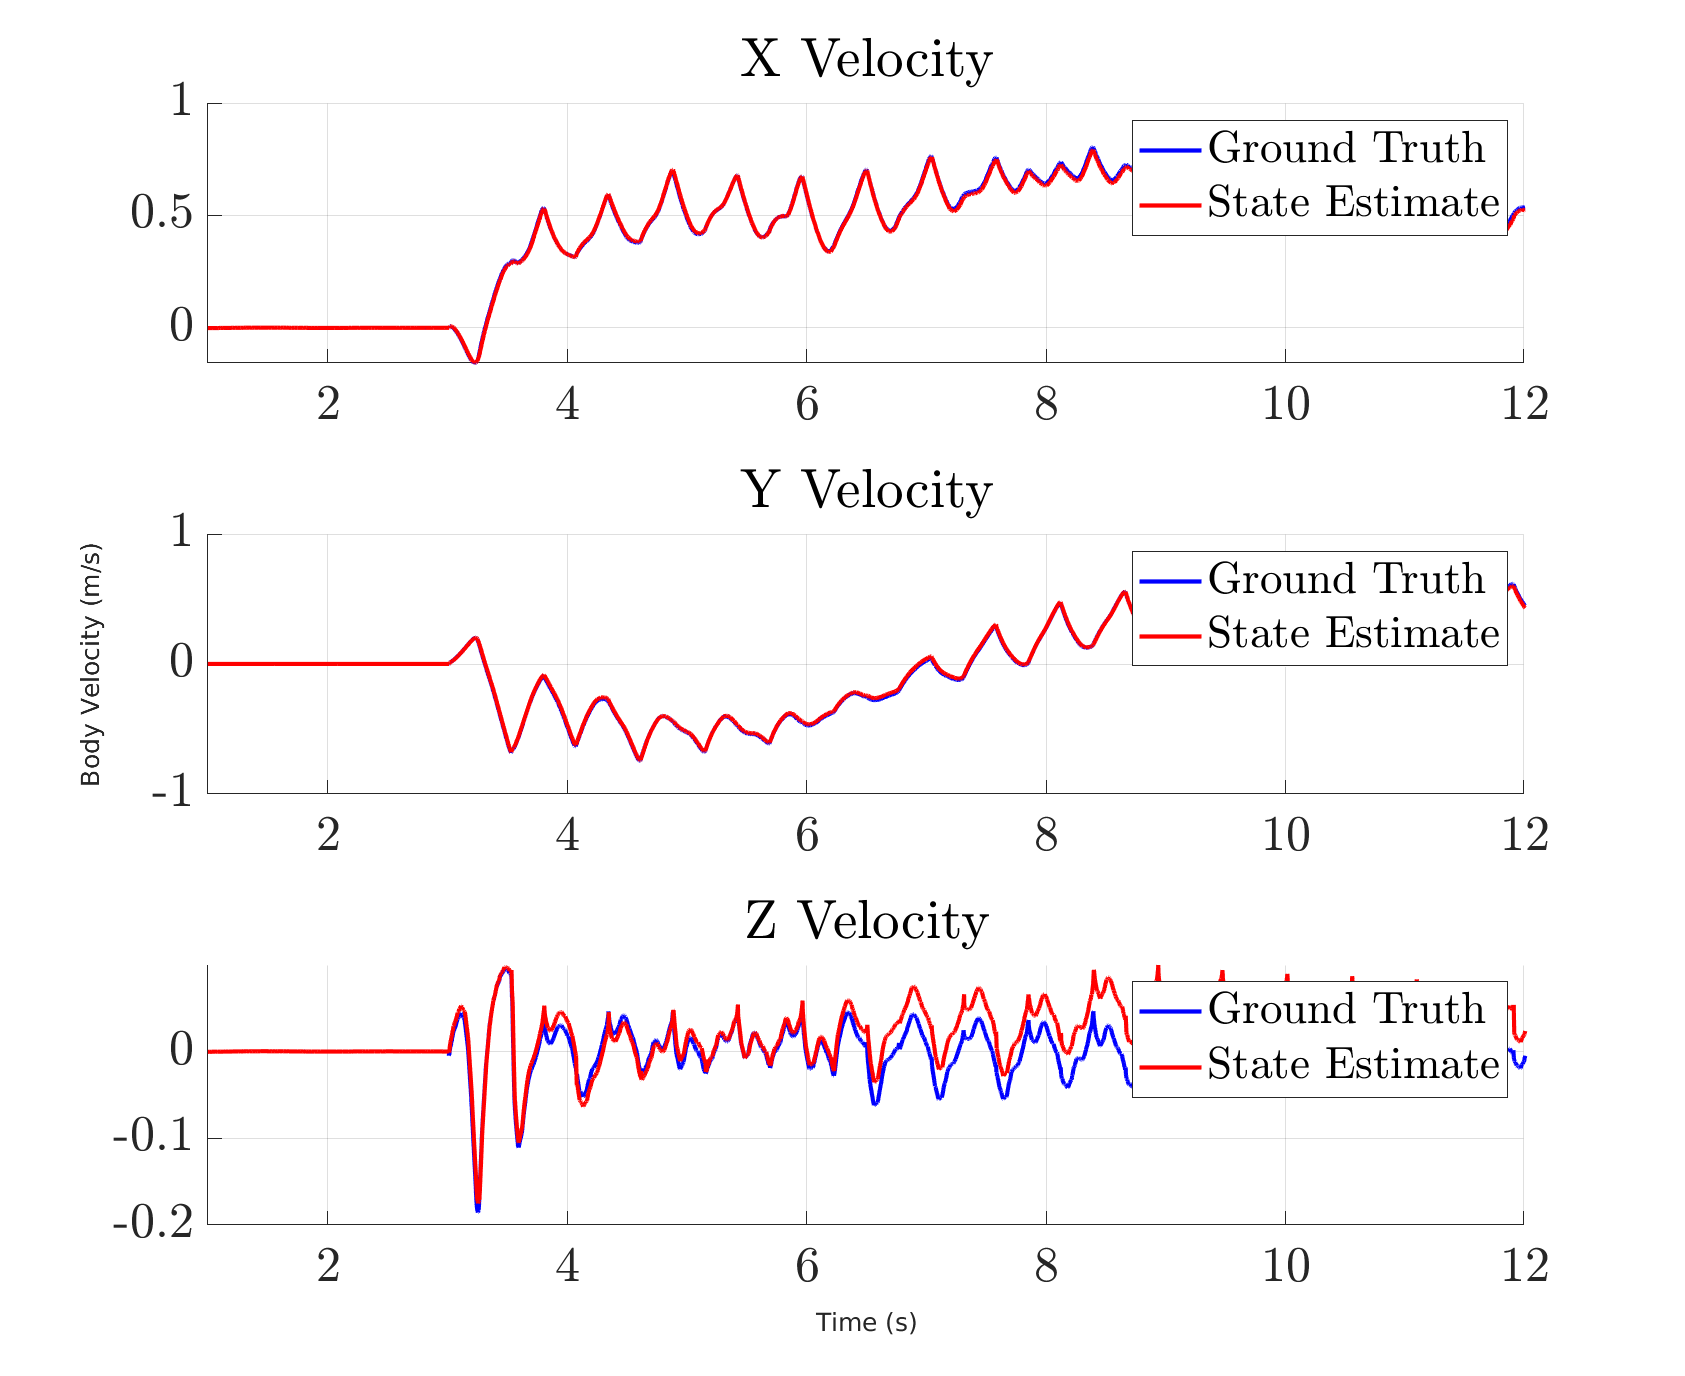 X Velocity
1
0.5
0
2 4 6 8 10 12
Ground Truth
State Estimate
Y Velocity
Body Velocity (m/s)
1
0
-1
2 4 6 8 10 12
Ground Truth
State Estimate
Z Velocity
0
-0.1
-0.2
2 4 6 8 10 12
Ground Truth
State Estimate
Time (s)